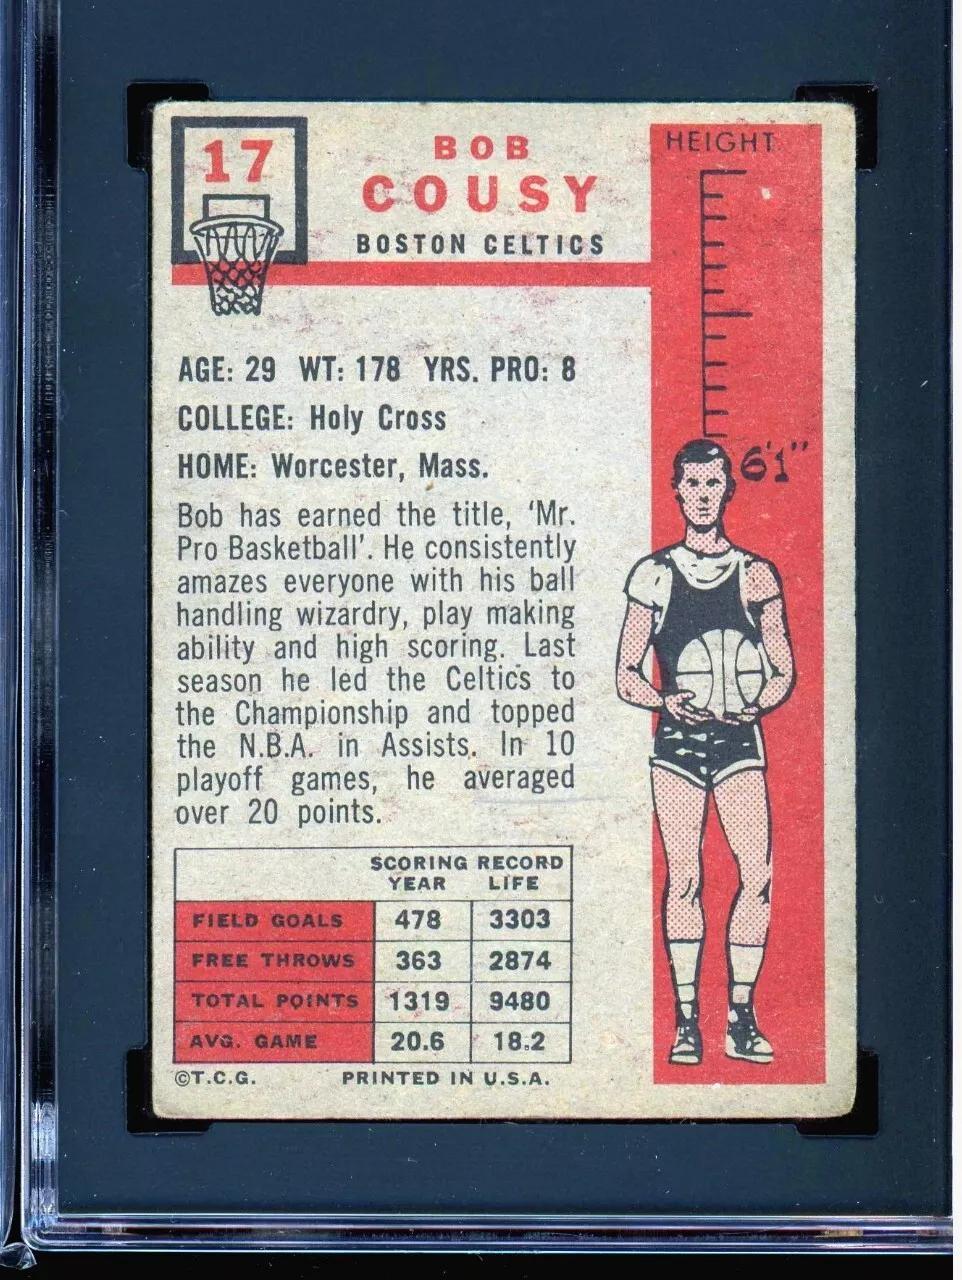 17
BOB
COUSY
BOSTON CELTICS
HEIGHT
6'1"
AGE: 29 WT: 178 YRS. PRO: 8
COLLEGE: Holy Cross
HOME: Worcester, Mass.
Bob has earned the title, ‘Mr.
Pro Basketball’. He consistently
amazes everyone with his ball
handling wizardry, play making
ability and high scoring. Last
season he led the Celtics to
the Championship and topped
the N.B.A. in Assists. In 10
playoff games, he averaged
over 20 points.
SCORING RECORD
YEAR LIFE
FIELD GOALS 478 3303
FREE THROWS 363 2874
TOTAL POINTS 1319 9480
AVG. GAME 20.6 18.2
©T.C.G. PRINTED IN U.S.A.